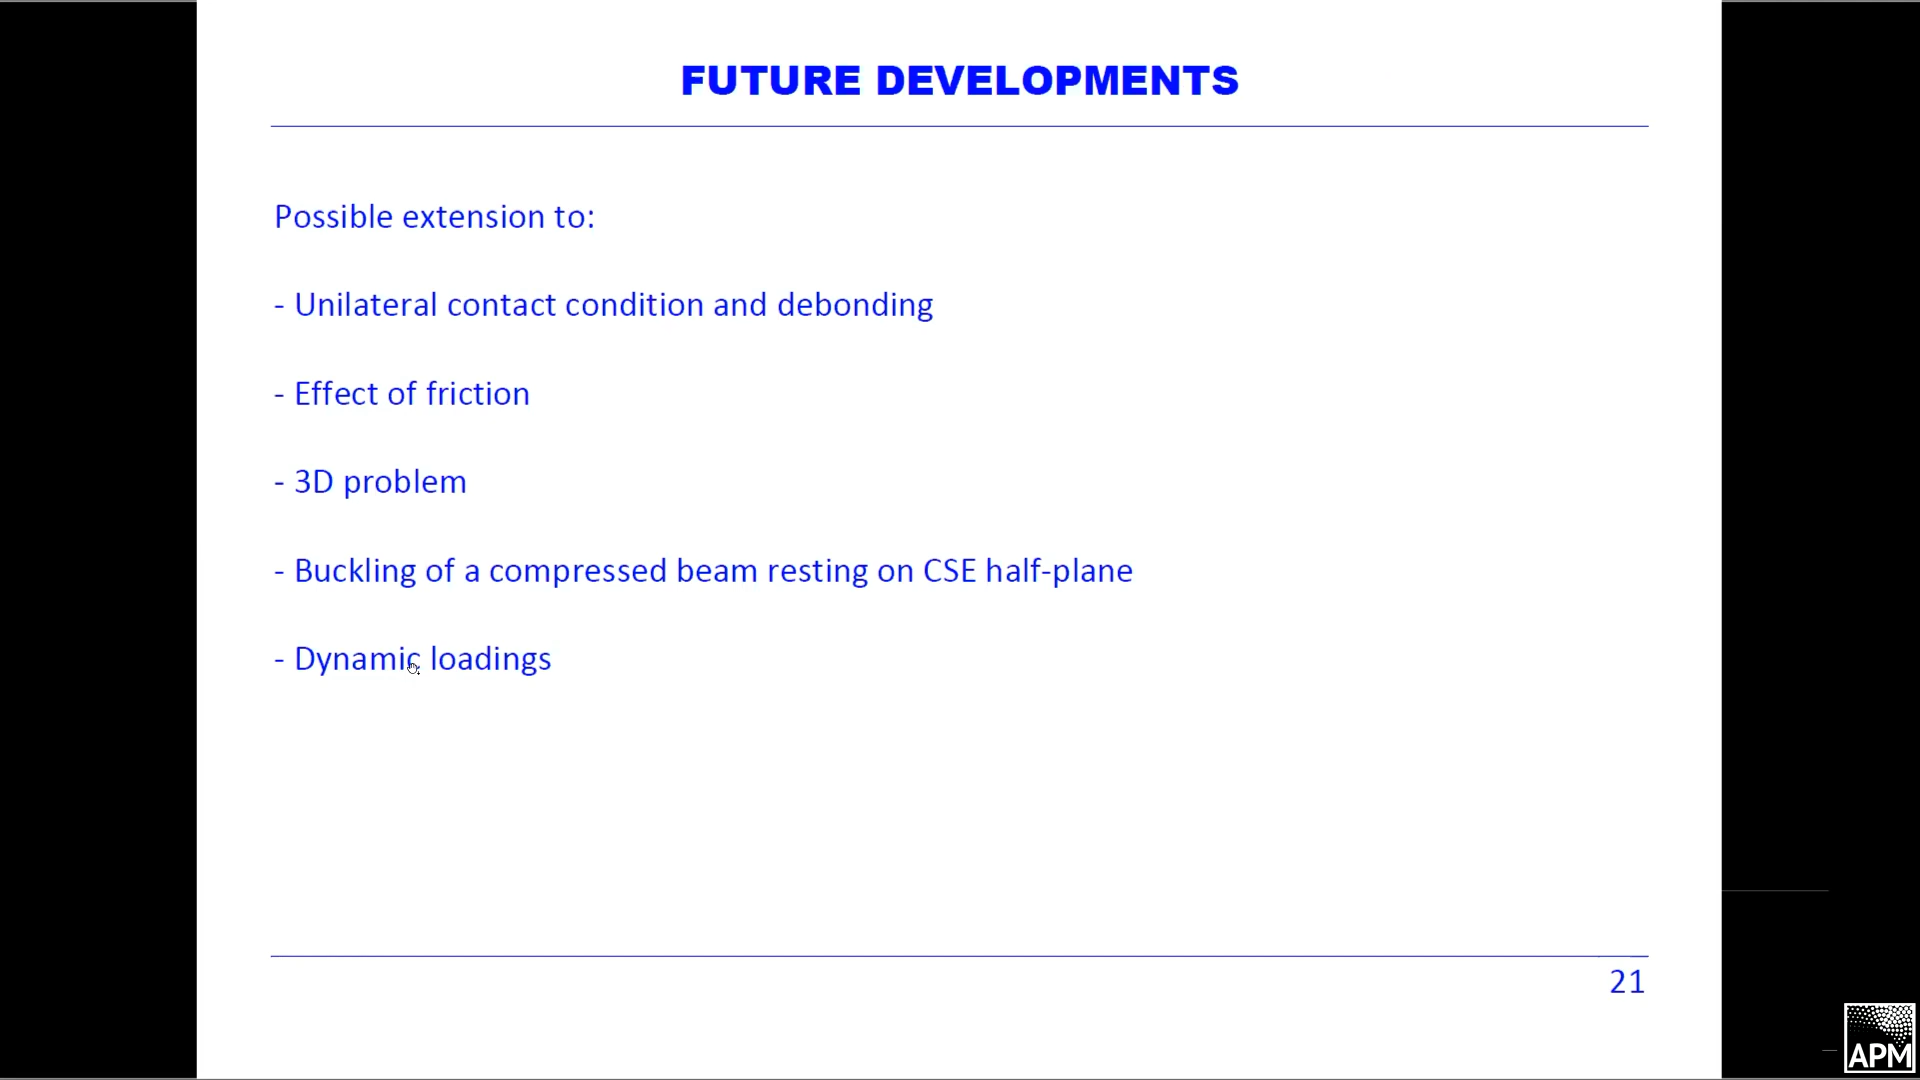 FUTURE DEVELOPMENTS
Possible extension to:
- Unilateral contact condition and debonding
- Effect of friction
- 3D problem
- Buckling of a compressed beam resting on CSE half-plane
- Dynamic loadings
21
APM